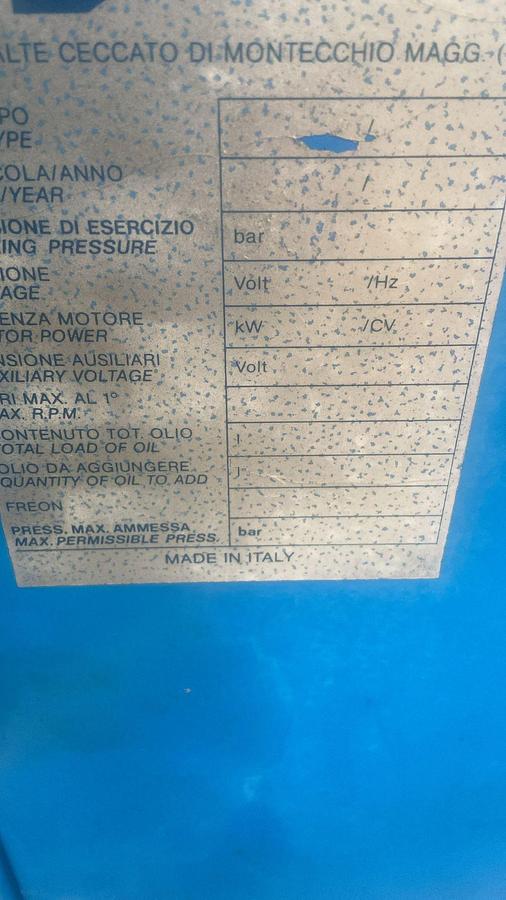 ALTE CECCATO DI MONTECCHIO MAGG. (
PO /
YPE
COLA/ANNO /
/YEAR
SIONE DI ESERCIZIO bar
KING PRESSURE
IONE Volt /Hz
AGE
ENZA MOTORE kW /CV
TOR POWER
NSIONE AUSILIARI Volt
XILIARY VOLTAGE
RI MAX. AL 1°
AX. R.P.M.
ONTENUTO TOT. OLIO l
TOTAL LOAD OF OIL
OLIO DA AGGIUNGERE l
QUANTITY OF OIL TO ADD
FREON
PRESS. MAX. AMMESSA bar
MAX. PERMISSIBLE PRESS.
MADE IN ITALY